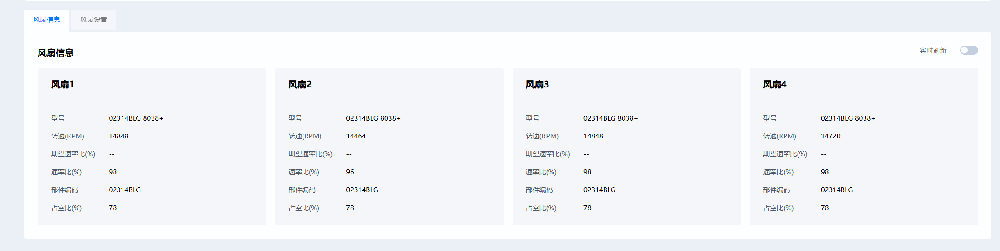 风扇信息 风扇设置
风扇信息 实时刷新
风扇1
型号 02314BLG 8038+
转速(RPM) 14848
期望速率比(%) --
速率比(%) 98
部件编码 02314BLG
占空比(%) 78
风扇2
型号 02314BLG 8038+
转速(RPM) 14464
期望速率比(%) --
速率比(%) 96
部件编码 02314BLG
占空比(%) 78
风扇3
型号 02314BLG 8038+
转速(RPM) 14848
期望速率比(%) --
速率比(%) 98
部件编码 02314BLG
占空比(%) 78
风扇4
型号 02314BLG 8038+
转速(RPM) 14720
期望速率比(%) --
速率比(%) 98
部件编码 02314BLG
占空比(%) 78